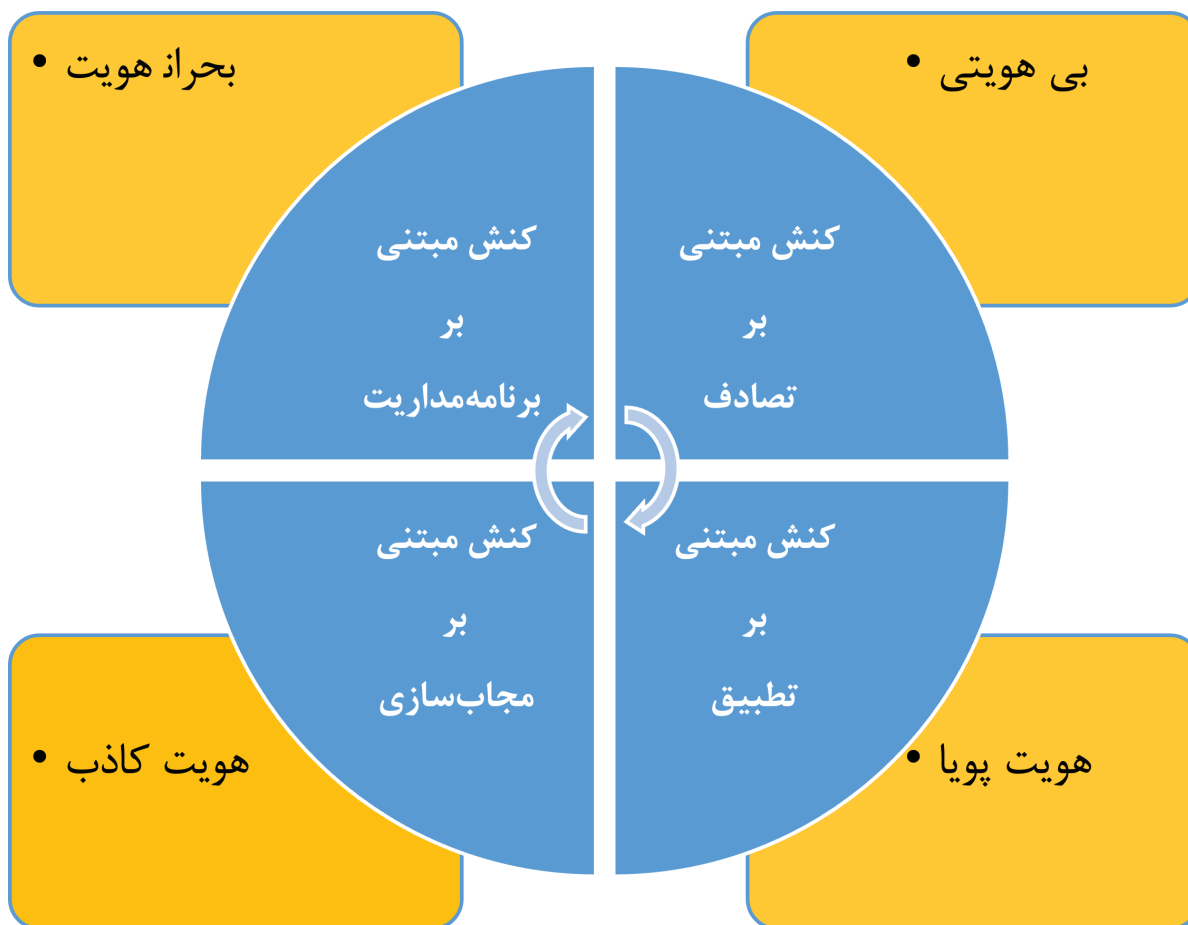 • بی هویتی
• بحران هویت
کنش مبتنی
بر
تصادف
کنش مبتنی
بر
برنامه‌مداریت
کنش مبتنی
بر
تطبیق
کنش مبتنی
بر
مجاب‌سازی
• هویت پویا
• هویت کاذب